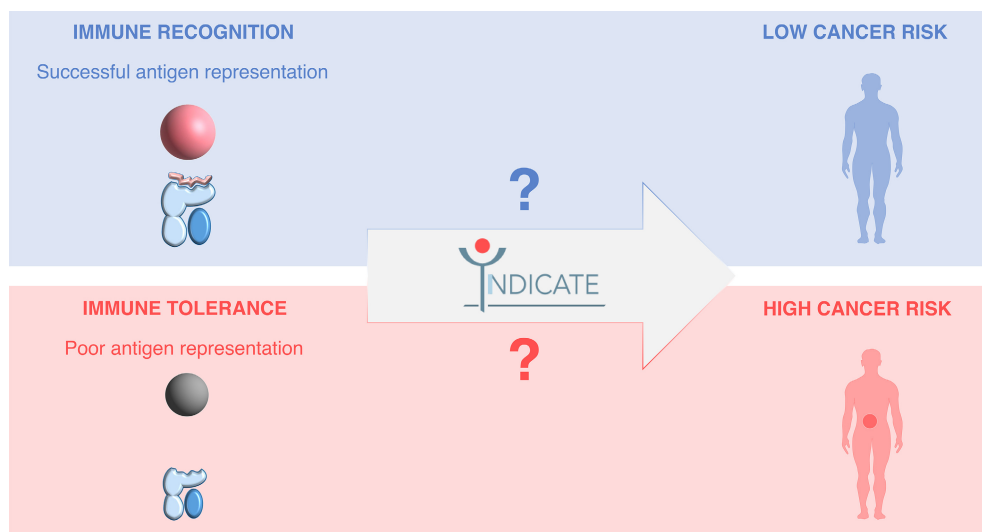 IMMUNE RECOGNITION
Successful antigen representation
LOW CANCER RISK
?
INDICATE
IMMUNE TOLERANCE
Poor antigen representation
HIGH CANCER RISK
?